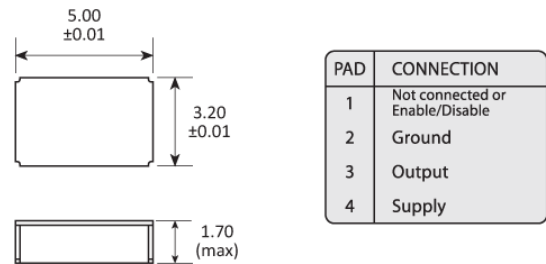 5.00
±0.01
3.20
±0.01
1.70
(max)
PAD CONNECTION
1 Not connected or
Enable/Disable
2 Ground
3 Output
4 Supply